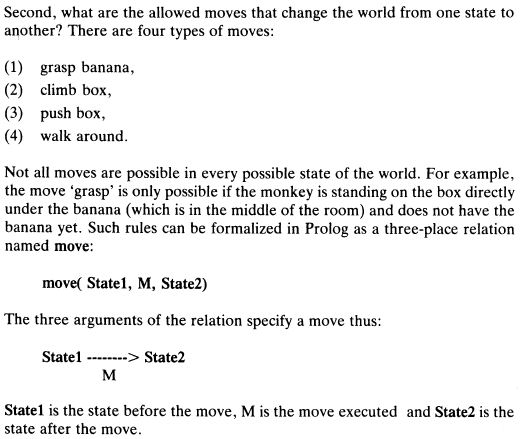 Second, what are the allowed moves that change the world from one state to
another? There are four types of moves:
(1) grasp banana,
(2) climb box,
(3) push box,
(4) walk around.
Not all moves are possible in every possible state of the world. For example,
the move ‘grasp’ is only possible if the monkey is standing on the box directly
under the banana (which is in the middle of the room) and does not have the
banana yet. Such rules can be formalized in Prolog as a three-place relation
named move:
move( State1, M, State2)
The three arguments of the relation specify a move thus:
State1 --------> State2
M
State1 is the state before the move, M is the move executed and State2 is the
state after the move.